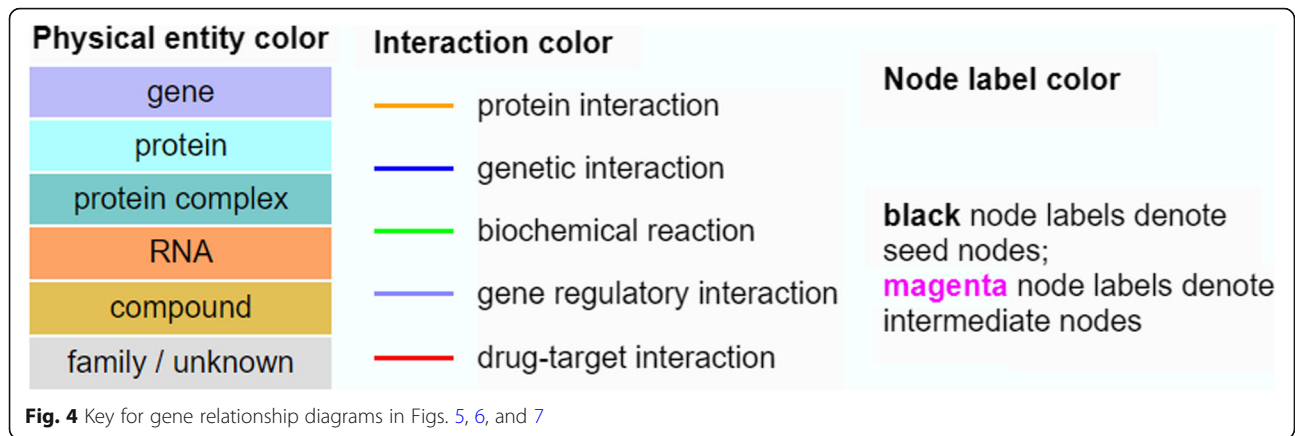 Physical entity color
gene
protein
protein complex
RNA
compound
family / unknown
Interaction color
protein interaction
genetic interaction
biochemical reaction
gene regulatory interaction
drug-target interaction
Node label color
black node labels denote
seed nodes;
magenta node labels denote
intermediate nodes
Fig. 4 Key for gene relationship diagrams in Figs. 5, 6, and 7